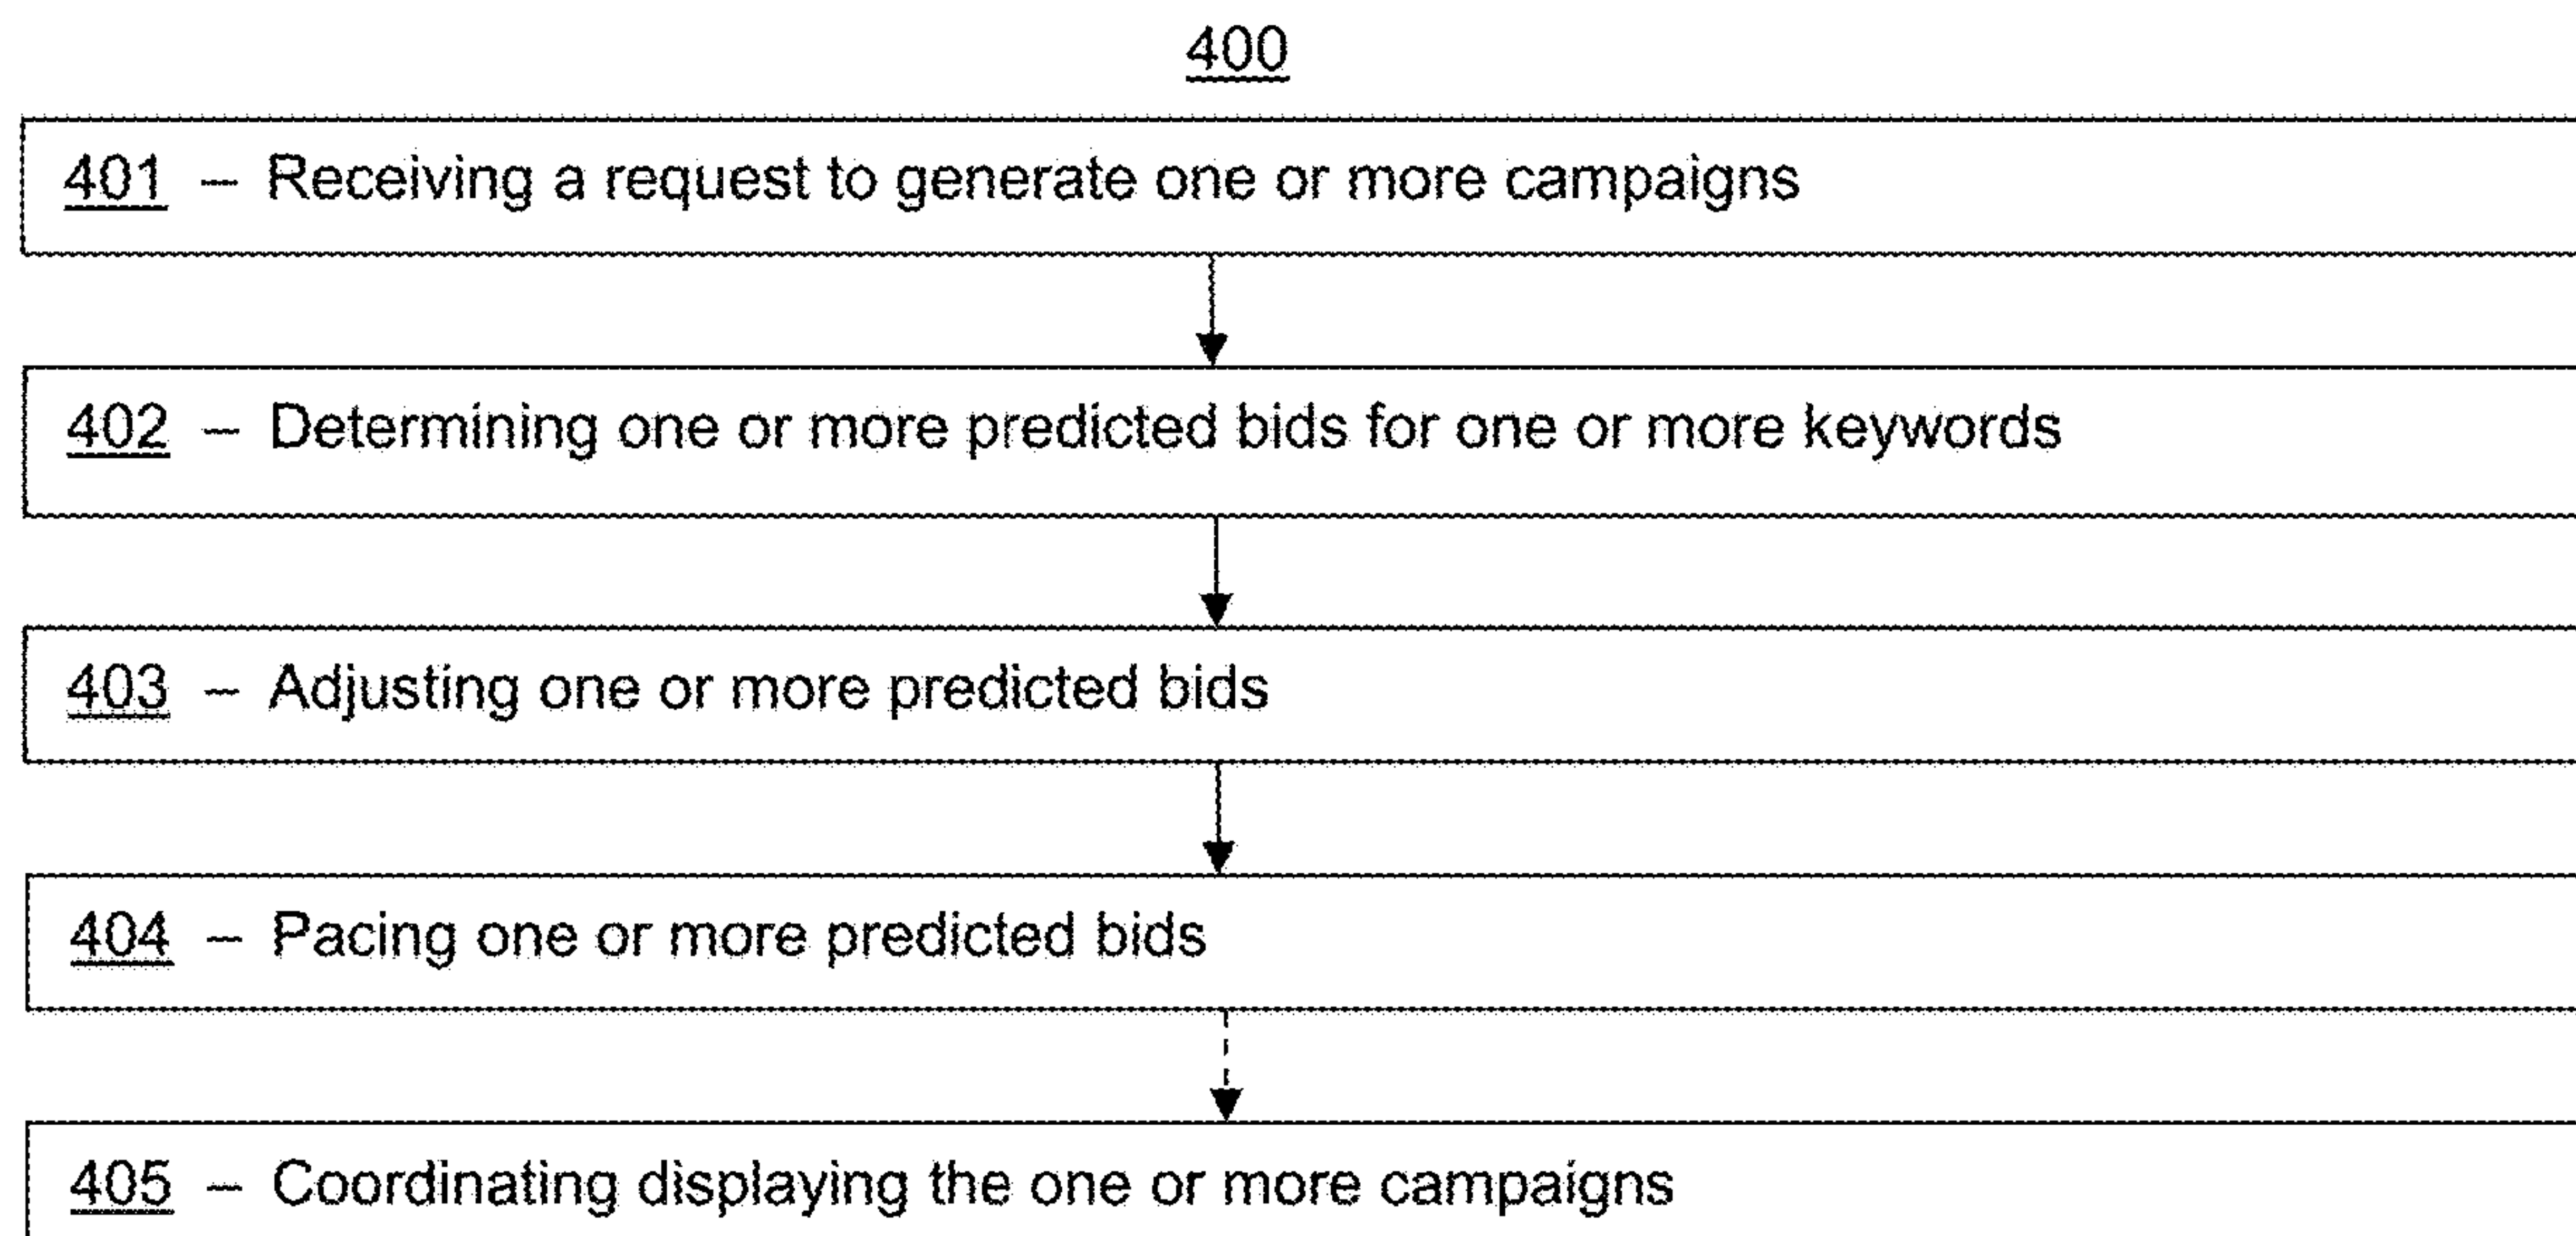 400
401 – Receiving a request to generate one or more campaigns
402 – Determining one or more predicted bids for one or more keywords
403 – Adjusting one or more predicted bids
404 – Pacing one or more predicted bids
405 – Coordinating displaying the one or more campaigns